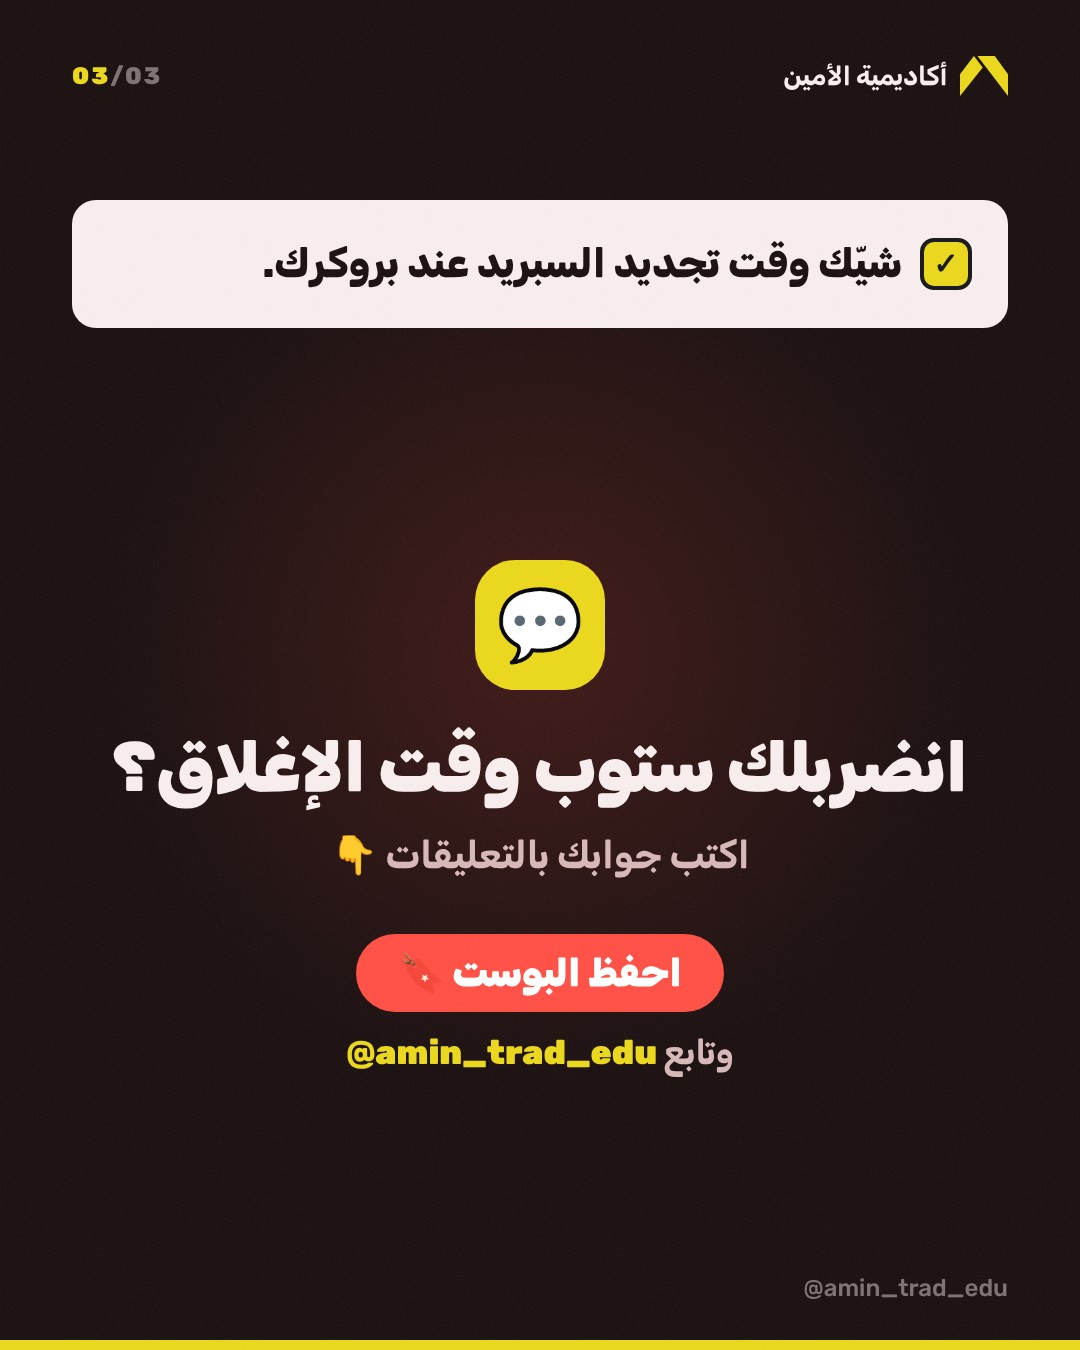 أكاديمية الأمين
03/03
✓ شيّك وقت تجديد السبريد عند بروكرك.
💬
انضربلك ستوب وقت الإغلاق؟
اكتب جوابك بالتعليقات 👇
احفظ البوست 🔖
وتابع @amin_trad_edu
@amin_trad_edu